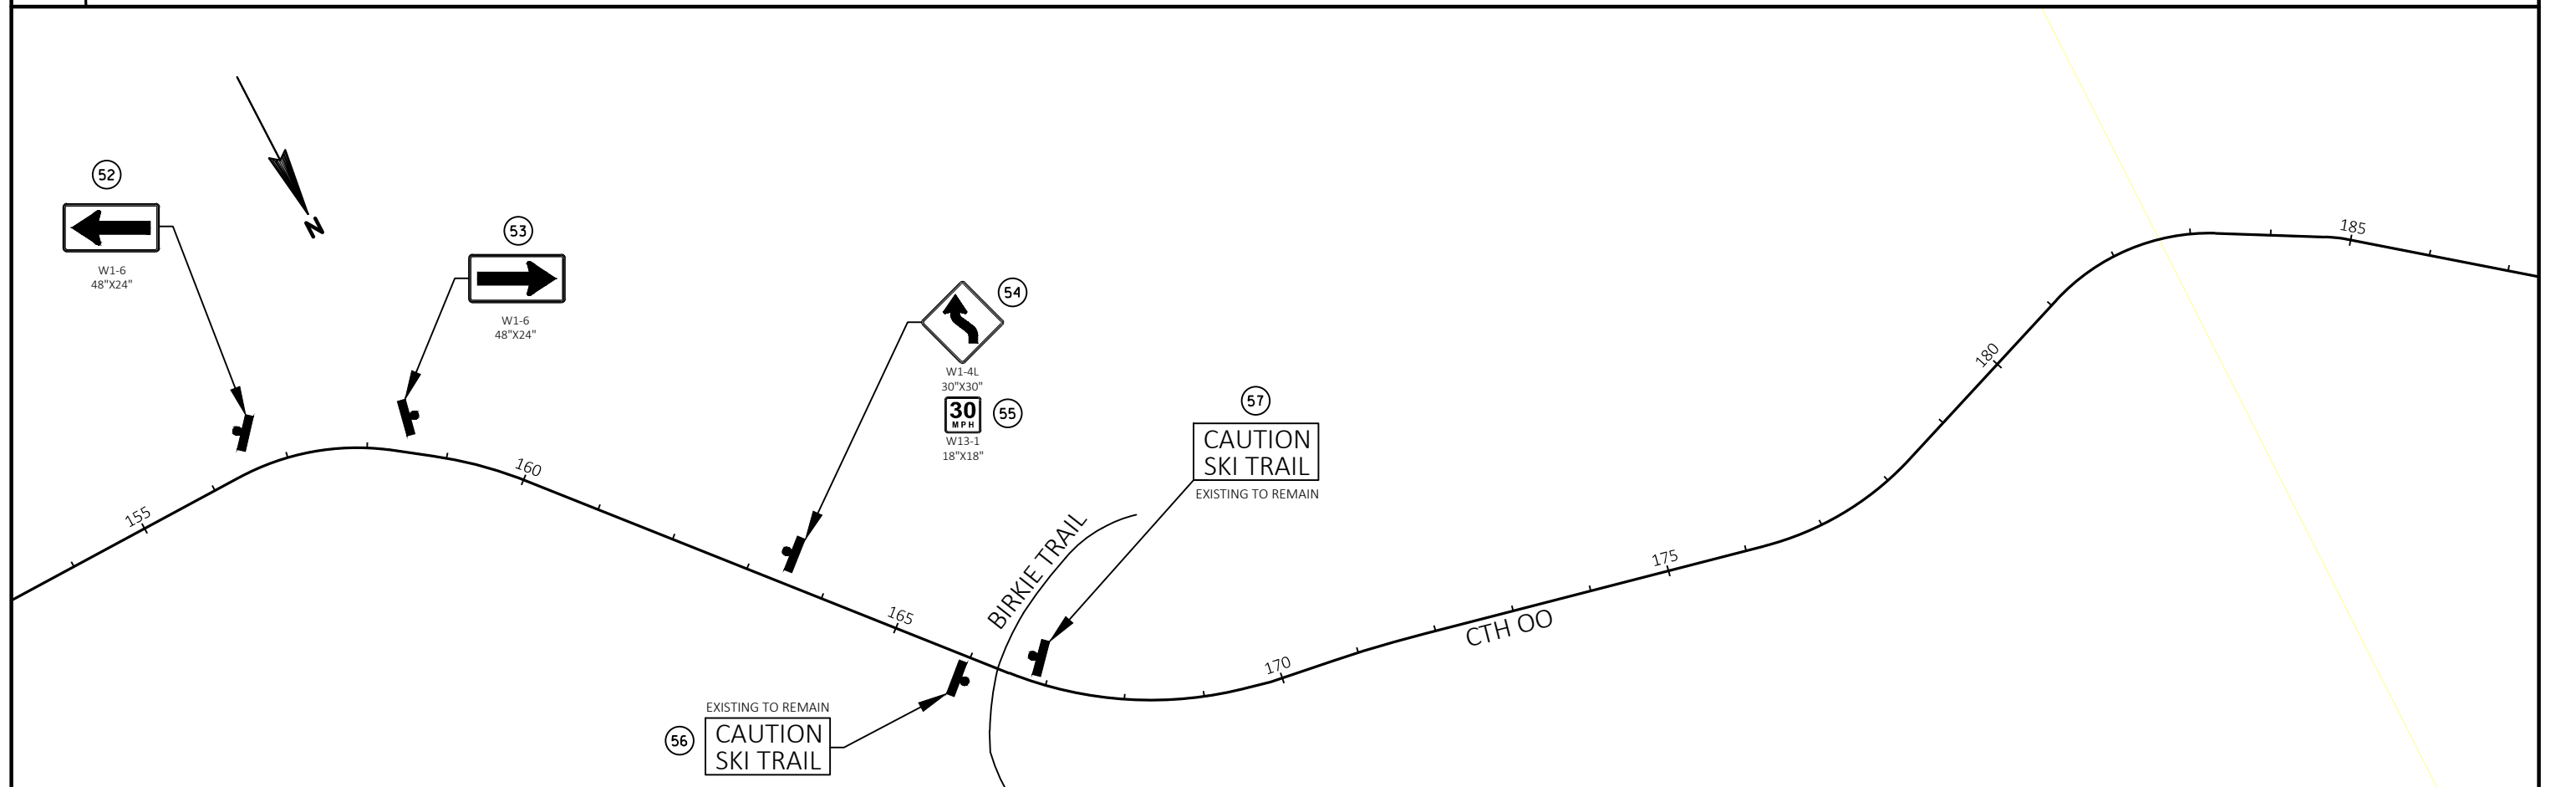 52
W1-6
48"X24"
N
53
W1-6
48"X24"
54
W1-4L
30"X30"
30
MPH
55
W13-1
18"X18"
57
CAUTION
SKI TRAIL
EXISTING TO REMAIN
BIRKIE TRAIL
EXISTING TO REMAIN
56
CAUTION
SKI TRAIL
155
160
165
170
175
180
185
CTH OO